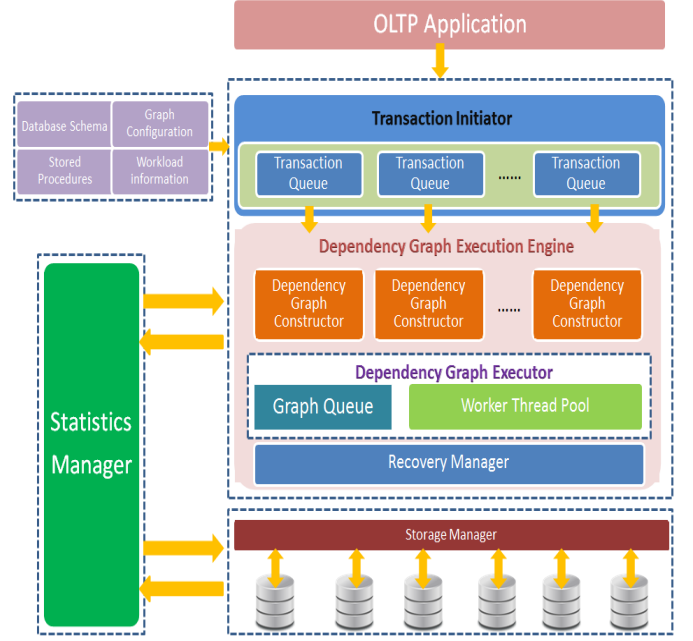 OLTP Application
Database Schema
Graph
Configuration
Stored
Procedures
Workload
Information
Transaction Initiator
Transaction
Queue
Transaction
Queue
......
Transaction
Queue
Dependency Graph Execution Engine
Dependency
Graph
Constructor
Dependency
Graph
Constructor
......
Dependency
Graph
Constructor
Dependency Graph Executor
Graph Queue
Worker Thread Pool
Recovery Manager
Statistics
Manager
Storage Manager